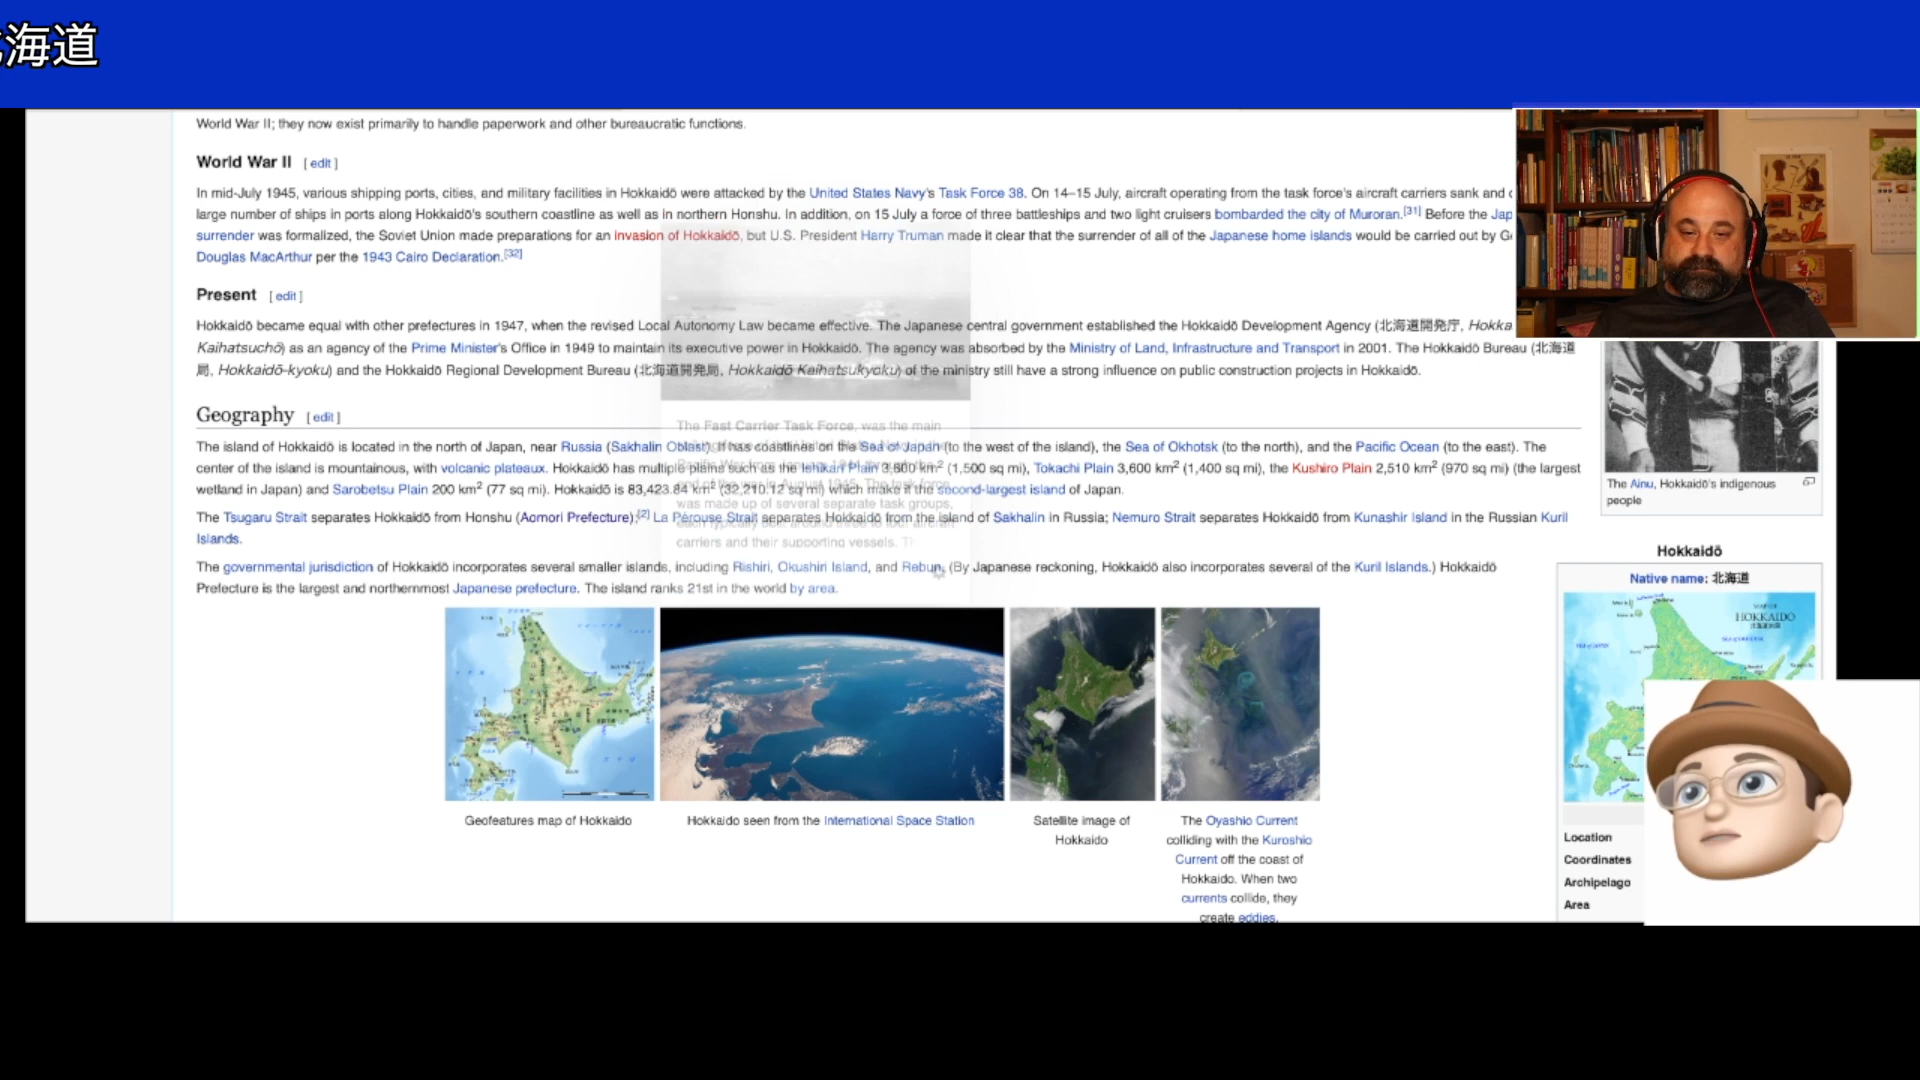 海道
World War II; they now exist primarily to handle paperwork and other bureaucratic functions.
World War II [ edit ]
In mid-July 1945, various shipping ports, cities, and military facilities in Hokkaidō were attacked by the United States Navy's Task Force 38. On 14–15 July, aircraft operating from the task force's aircraft carriers sank and
large number of ships in ports along Hokkaidō's southern coastline as well as in northern Honshu. In addition, on 15 July a force of three battleships and two light cruisers bombarded the city of Muroran.[31] Before the Jap
surrender was formalized, the Soviet Union made preparations for an invasion of Hokkaidō, but U.S. President Harry Truman made it clear that the surrender of all of the Japanese home islands would be carried out by
Douglas MacArthur per the 1943 Cairo Declaration.[32]
Present [ edit ]
Hokkaidō became equal with other prefectures in 1947, when the revised Local Autonomy Law became effective. The Japanese central government established the Hokkaidō Development Agency (北海道開発庁, Hokka
Kaihatsuchō) as an agency of the Prime Minister's Office in 1949 to maintain its executive power in Hokkaidō. The agency was absorbed by the Ministry of Land, Infrastructure and Transport in 2001. The Hokkaidō Bureau (北海道
局, Hokkaidō-kyoku) and the Hokkaidō Regional Development Bureau (北海道開発局, Hokkaidō Kaihatsukyoku) of the ministry still have a strong influence on public construction projects in Hokkaidō.
Geography [ edit ]
The island of Hokkaidō is located in the north of Japan, near Russia (Sakhalin Oblast). It has coastlines on the Sea of Japan (to the west of the island), the Sea of Okhotsk (to the north), and the Pacific Ocean (to the east). The
center of the island is mountainous, with volcanic plateaux. Hokkaidō has multiple plains such as the Ishikari Plain 3,800 km² (1,500 sq mi), Tokachi Plain 3,600 km² (1,400 sq mi), the Kushiro Plain 2,510 km² (970 sq mi) (the largest
wetland in Japan) and Sarobetsu Plain 200 km² (77 sq mi). Hokkaidō is 83,423.84 km² (32,210.12 sq mi) which make it the second-largest island of Japan.
The Tsugaru Strait separates Hokkaidō from Honshu (Aomori Prefecture);[2] La Pérouse Strait separates Hokkaidō from the island of Sakhalin in Russia; Nemuro Strait separates Hokkaidō from Kunashir Island in the Russian Kuril
Islands.
The governmental jurisdiction of Hokkaidō incorporates several smaller islands, including Rishiri, Okushiri Island, and Rebun. (By Japanese reckoning, Hokkaidō also incorporates several of the Kuril Islands.) Hokkaidō
Prefecture is the largest and northernmost Japanese prefecture. The island ranks 21st in the world by area.
The Fast Carrier Task Force, was the main
was made up of several separate task groups,
carriers and their supporting vessels.
Geofeatures map of Hokkaido
Hokkaido seen from the International Space Station
Satellite image of
Hokkaido
The Oyashio Current
colliding with the Kuroshio
Current off the coast of
Hokkaido. When two
currents collide, they
create eddies.
The Ainu, Hokkaidō's indigenous
people
Hokkaidō
Native name: 北海道
MAP OF
HOKKAIDO
Location
Coordinates
Archipelago
Area